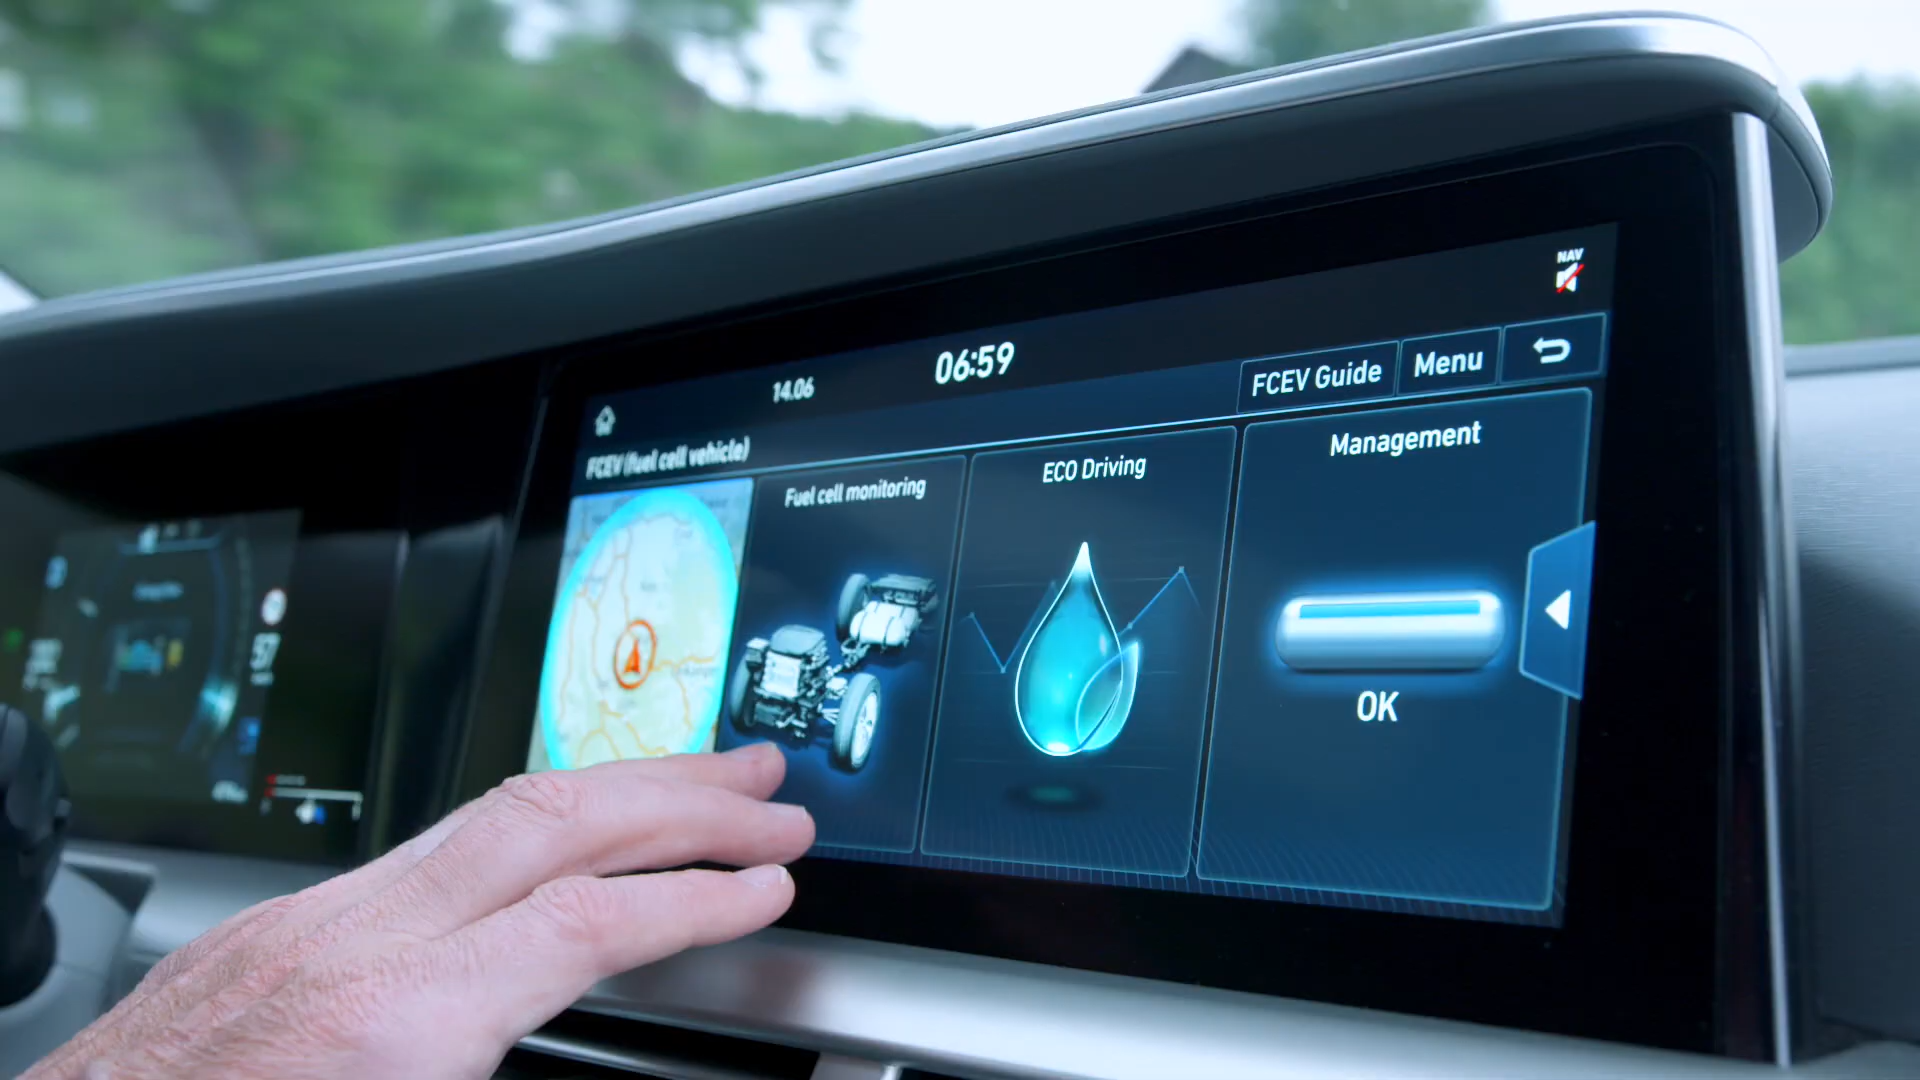 NAV
06:59
14.06
FCEV Guide
Menu
FCEV (fuel cell vehicle)
Fuel cell monitoring
ECO Driving
Management
OK
57